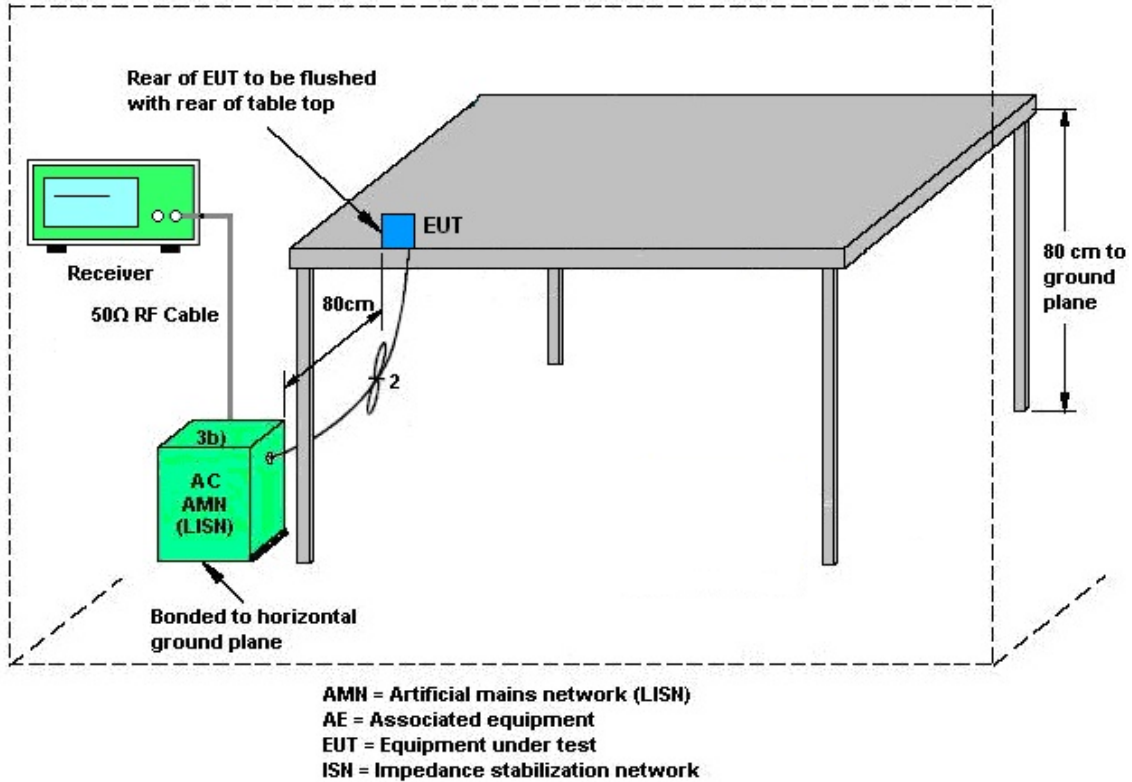 Rear of EUT to be flushed
with rear of table top
EUT
Receiver
80 cm to
ground
plane
80cm
50Ω RF Cable
2
3b)
AC
AMN
(LISN)
Bonded to horizontal
ground plane
AMN = Artificial mains network (LISN)
AE = Associated equipment
EUT = Equipment under test
ISN = Impedance stabilization network